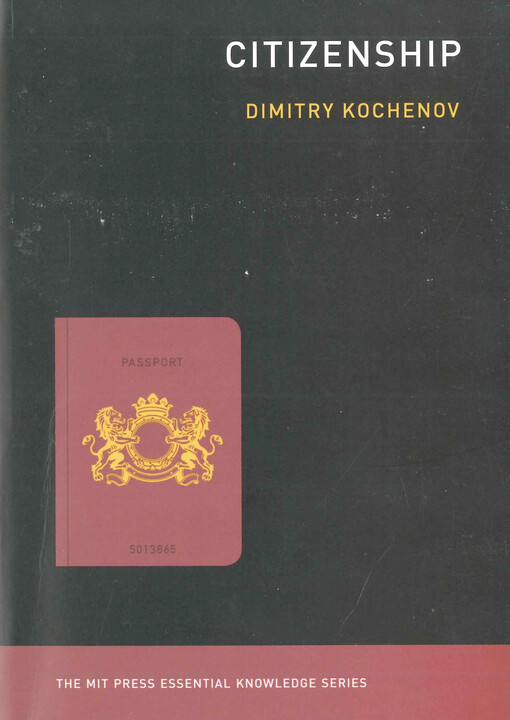 CITIZENSHIP
DIMITRY KOCHENOV
PASSPORT
5013865
THE MIT PRESS ESSENTIAL KNOWLEDGE SERIES